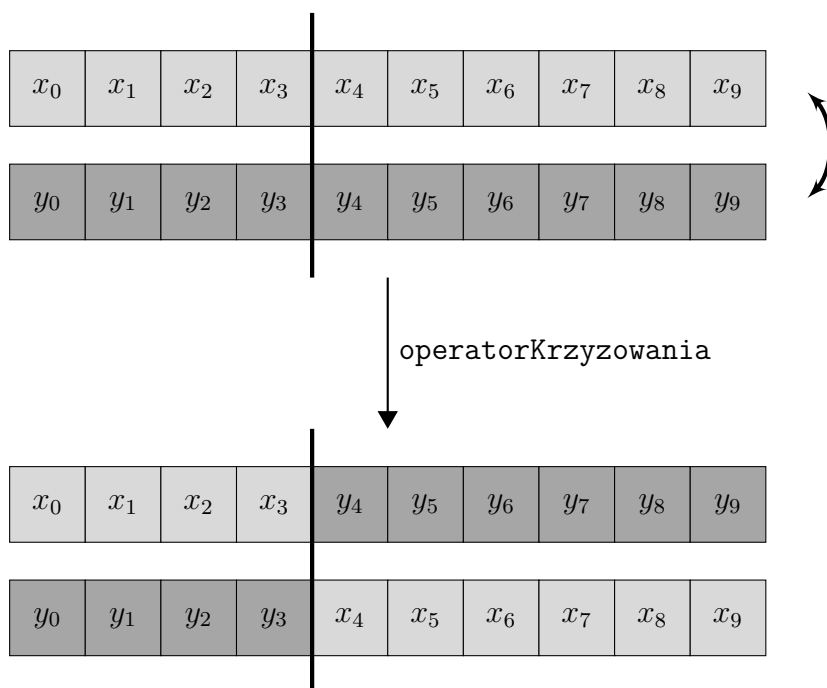 x₀ x₁ x₂ x₃ x₄ x₅ x₆ x₇ x₈ x₉
y₀ y₁ y₂ y₃ y₄ y₅ y₆ y₇ y₈ y₉
operatorKrzyzowania
x₀ x₁ x₂ x₃ y₄ y₅ y₆ y₇ y₈ y₉
y₀ y₁ y₂ y₃ x₄ x₅ x₆ x₇ x₈ x₉